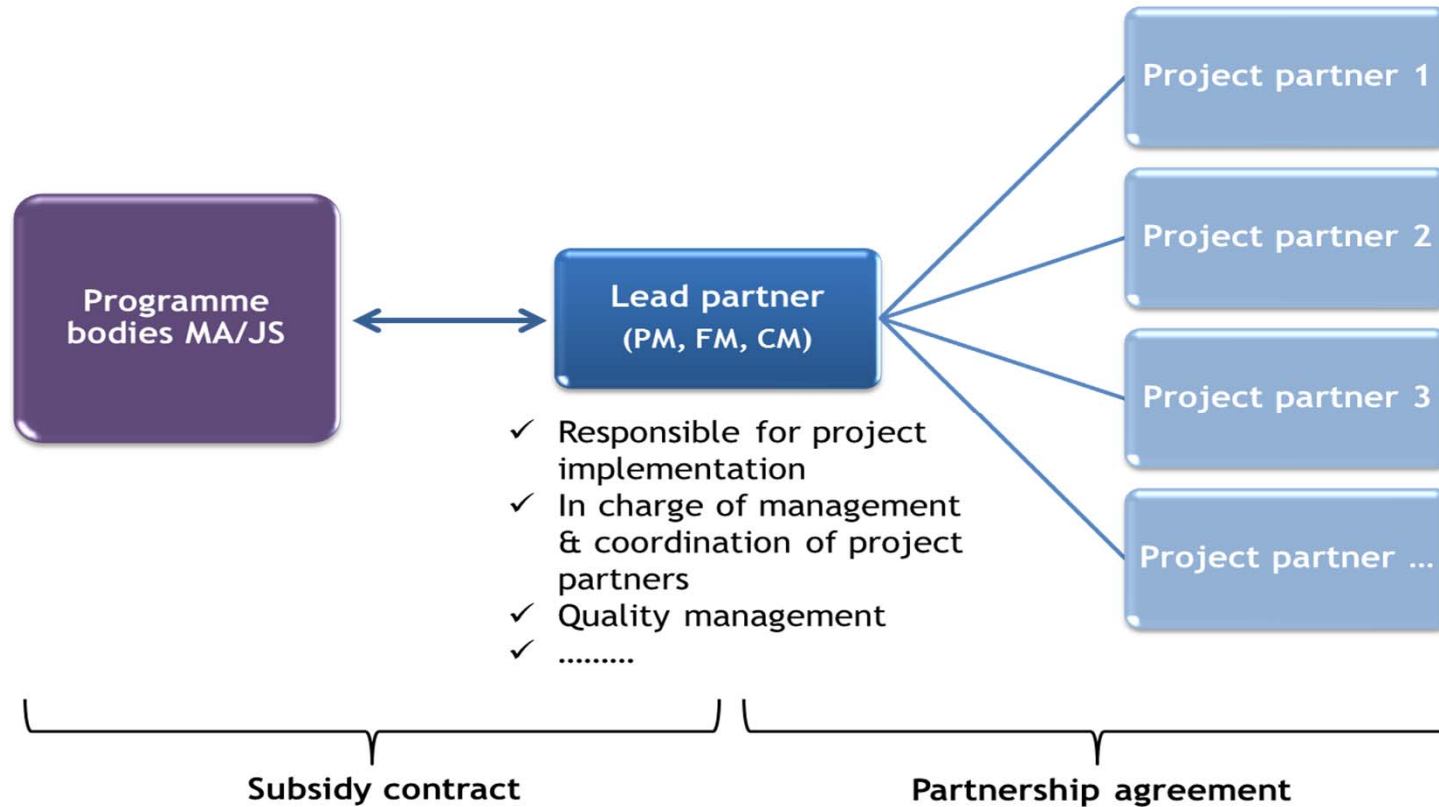 Programme
bodies MA/JS
Lead partner
(PM, FM, CM)
✓ Responsible for project
implementation
✓ In charge of management
& coordination of project
partners
✓ Quality management
✓ .........
Project partner 1
Project partner 2
Project partner 3
Project partner ...
Subsidy contract
Partnership agreement